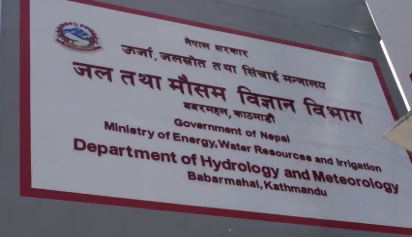 नेपाल सरकार
ऊर्जा, जलस्रोत तथा सिंचाई मन्त्रालय
जल तथा मौसम विज्ञान विभाग
बबरमहल, काठमाडौं
Government of Nepal
Ministry of Energy, Water Resources and Irrigation
Department of Hydrology and Meteorology
Babarmahal, Kathmandu